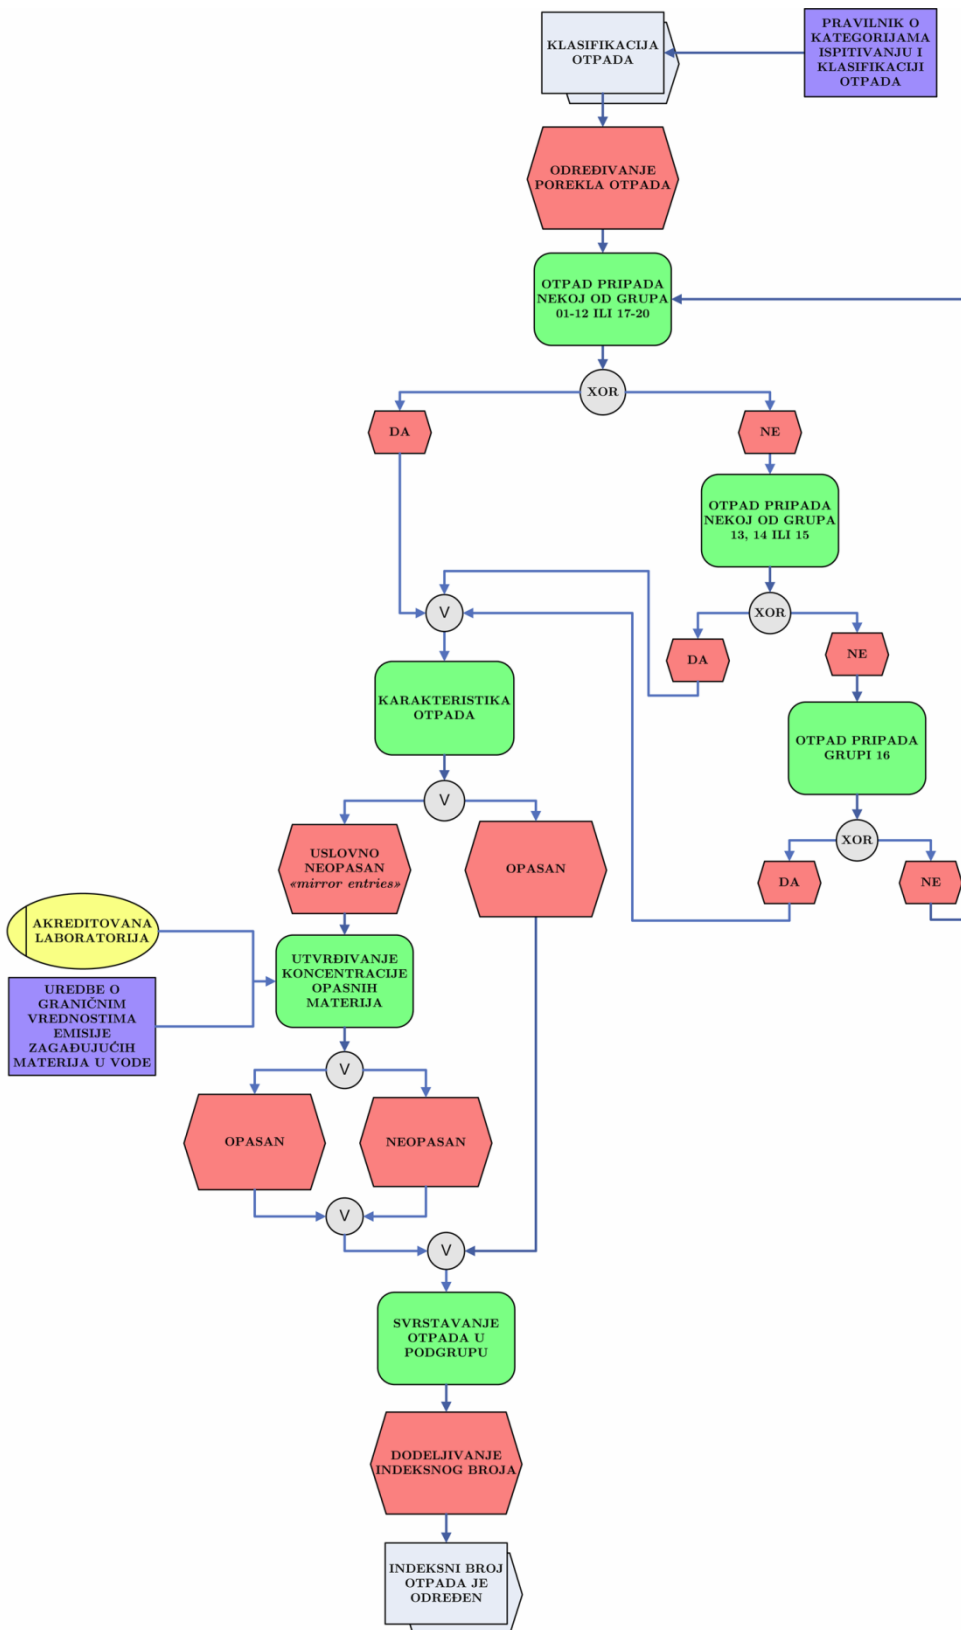 KLASIFIKACIJA
OTPADA
PRAVILNIK O
KATEGORIJAMA
ISPITIVANJU I
KLASIFIKACIJI
OTPADA
ODREĐIVANJE
POREKLA OTPADA
OTPAD PRIPADA
NEKOJ OD GRUPA
01-12 ILI 17-20
XOR
DA
NE
OTPAD PRIPADA
NEKOJ OD GRUPA
13, 14 ILI 15
V
XOR
DA
NE
KARAKTERISTIKA
OTPADA
OTPAD PRIPADA
GRUPI 16
V
XOR
USLOVNO
NEOPASAN
«mirror entries»
OPASAN
DA
NE
AKREDITOVANA
LABORATORIJA
UTVRĐIVANJE
KONCENTRACIJE
OPASNIH
MATERIJA
UREDBE O
GRANIČNIM
VREDNOSTIMA
EMISIJE
ZAGAĐUJUČIH
MATERIJA U VODE
V
OPASAN
NEOPASAN
V
V
SVRSTAVANJE
OTPADA U
PODGRUPU
DODELJIVANJE
INDEKSNOG BROJA
INDEKSNI BROJ
OTPADA JE
ODREĐEN